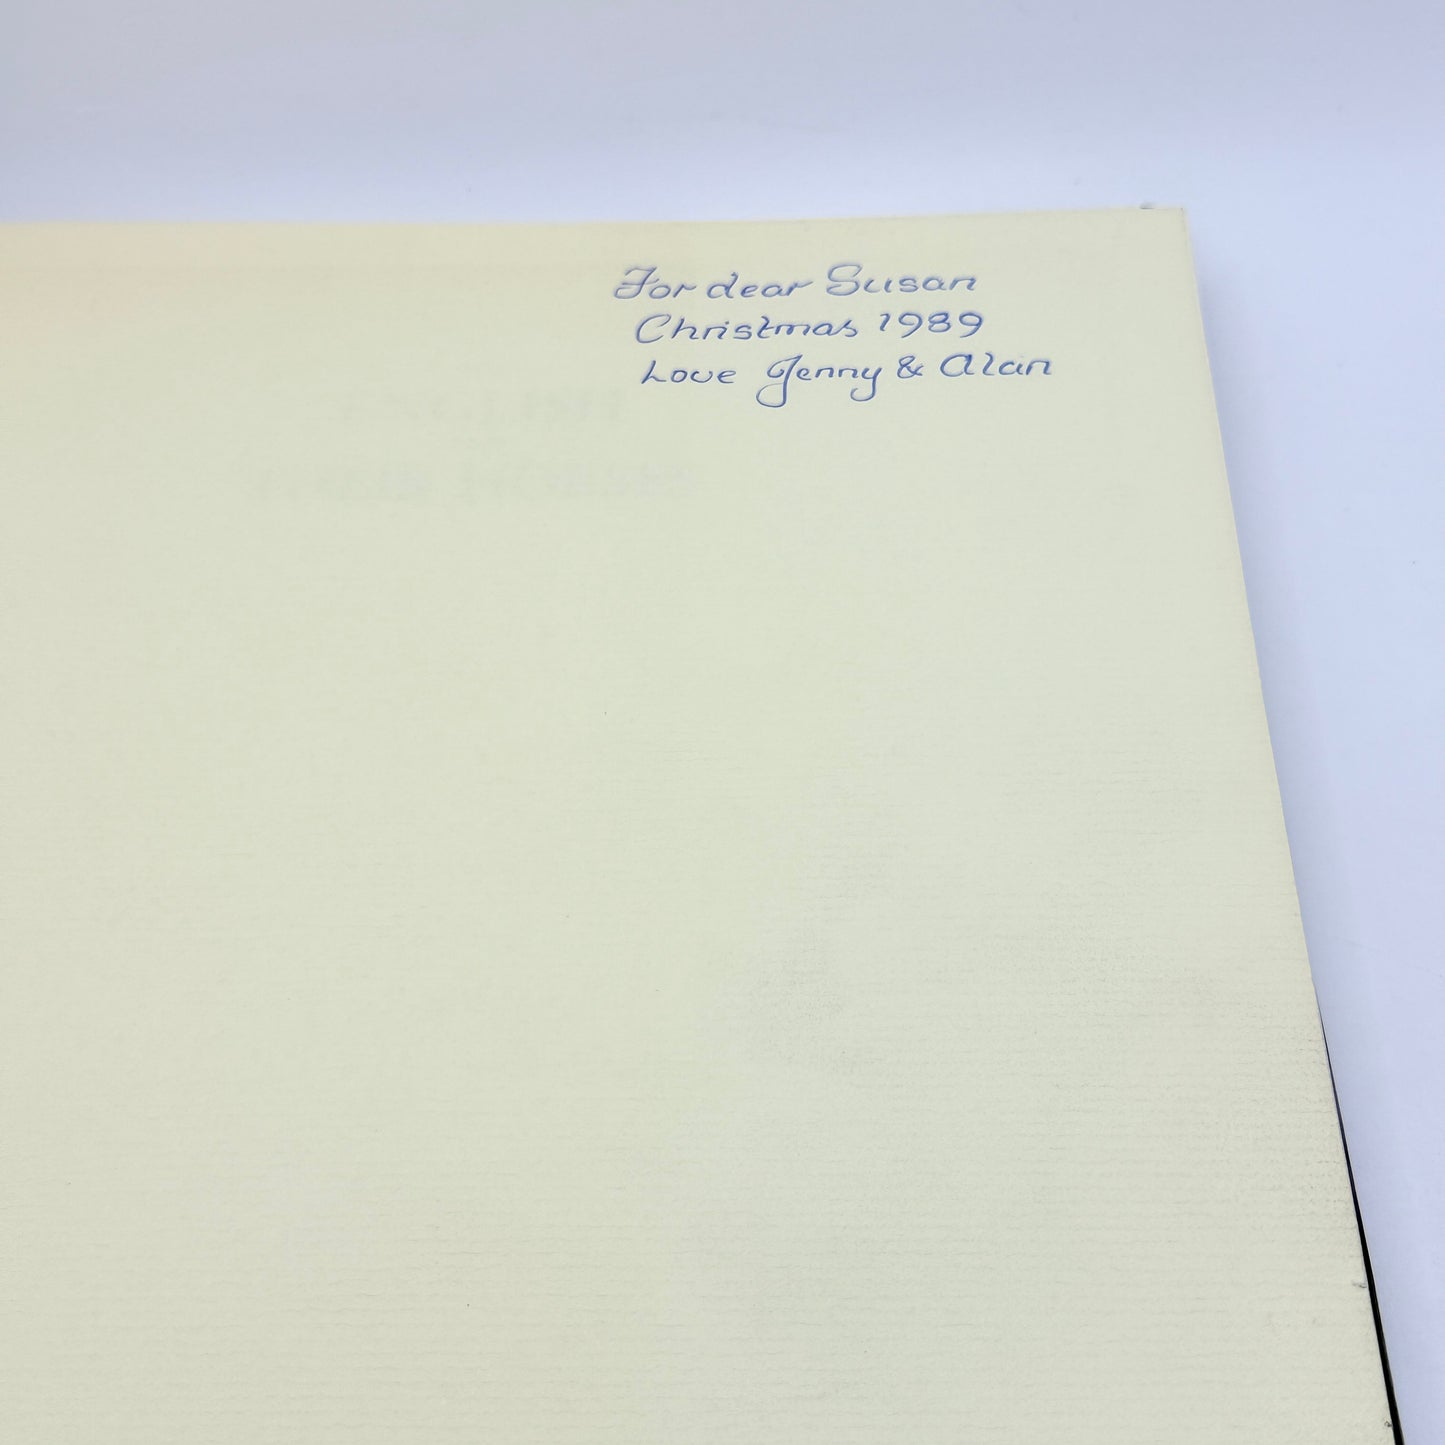 For dear Susan
Christmas 1989
Love Jenny & Alan